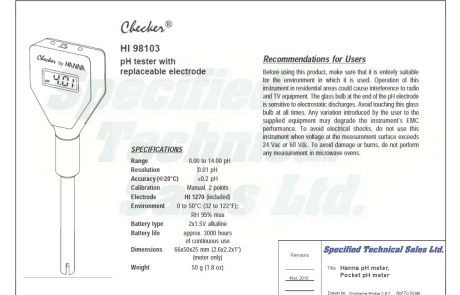 Checker®
HI 98103
pH tester with
replaceable electrode
Checker by HANNA
4.01
SPECIFICATIONS
Range 0.00 to 14.00 pH
Resolution 0.01 pH
Accuracy (@20°C) ±0.2 pH
Calibration Manual, 2 points
Electrode HI 1270 (included)
Environment 0 to 50°C (32 to 122°F);
RH 95% max
Battery type 2x1.5V alkaline
Battery life approx. 3000 hours
of continuous use
Dimensions 66x50x25 mm (2.6x2.2x1")
(meter only)
Weight 50 g (1.8 oz)
Recommendations for Users
Before using this product, make sure that it is entirely suitable
for the environment in which it is used. Operation of this
instrument in residential areas could cause interference to radio
and TV equipment. The glass bulb at the end of the pH electrode
is sensitive to electrostatic discharges. Avoid touching this glass
bulb at all times. Any variation introduced by the user to the
supplied equipment may degrade the instrument's EMC
performance. To avoid electrical shocks, do not use this
instrument when voltage at the measurement surface exceeds
24 Vac or 60 Vdc. To avoid damage or burns, do not perform
any measurement in microwave ovens.
Specified
Technical
Sales Ltd.
Revisions
Mar, 2010
Specified Technical Sales Ltd.
Title Hanna pH meter,
Pocket pH meter
Drawn by: Not To Scale